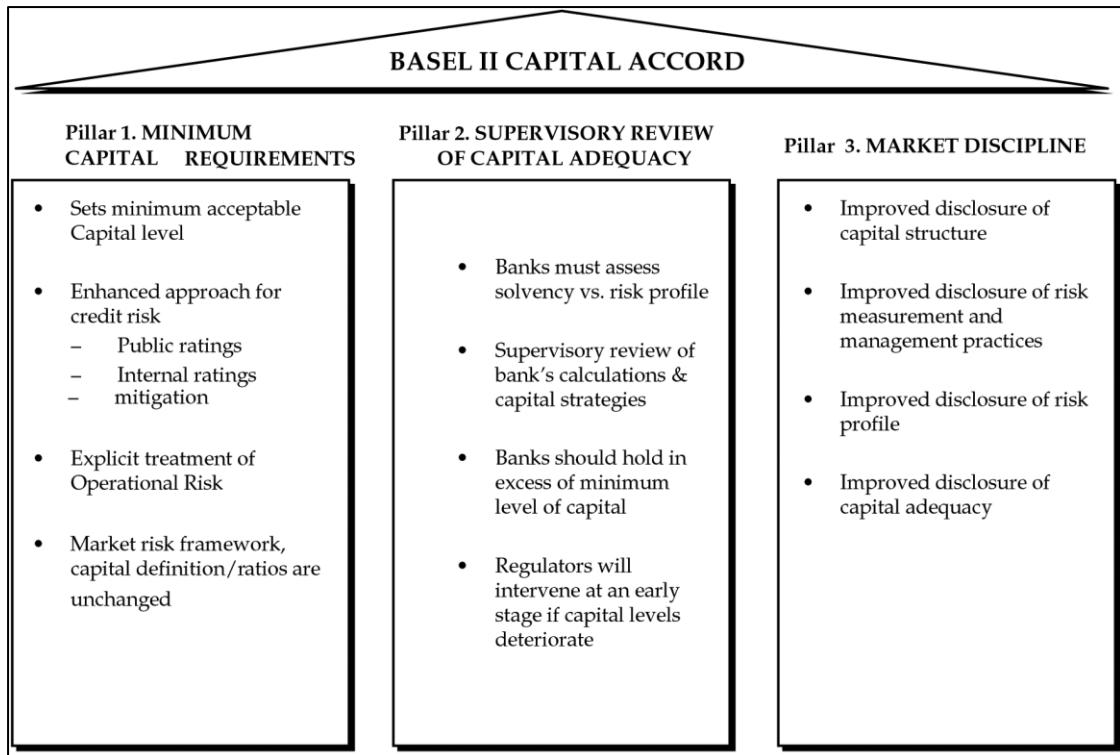 BASEL II CAPITAL ACCORD
Pillar 1. MINIMUM
CAPITAL REQUIREMENTS
• Sets minimum acceptable
Capital level
• Enhanced approach for
credit risk
– Public ratings
– Internal ratings
– mitigation
• Explicit treatment of
Operational Risk
• Market risk framework,
capital definition/ratios are
unchanged
Pillar 2. SUPERVISORY REVIEW
OF CAPITAL ADEQUACY
• Banks must assess
solvency vs. risk profile
• Supervisory review of
bank's calculations &
capital strategies
• Banks should hold in
excess of minimum
level of capital
• Regulators will
intervene at an early
stage if capital levels
deteriorate
Pillar 3. MARKET DISCIPLINE
• Improved disclosure of
capital structure
• Improved disclosure of risk
measurement and
management practices
• Improved disclosure of risk
profile
• Improved disclosure of
capital adequacy